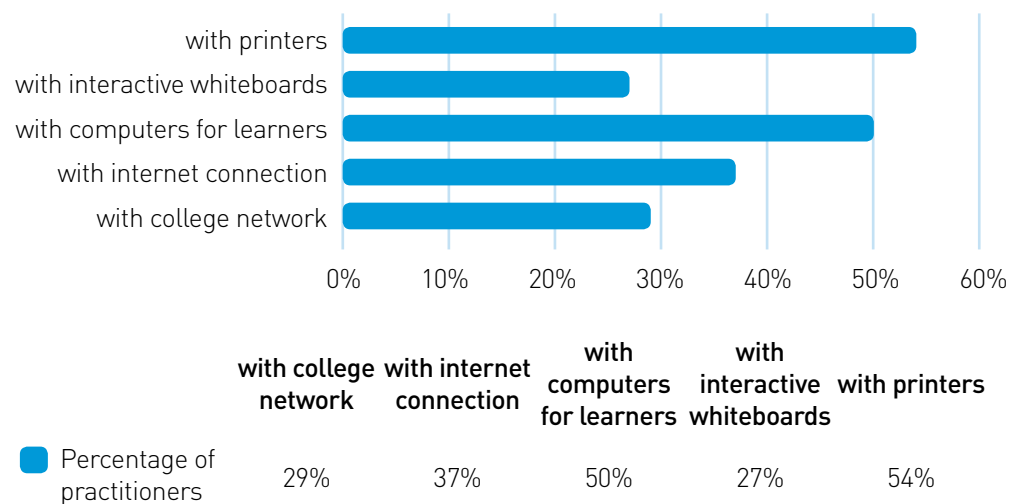 with printers
with interactive whiteboards
with computers for learners
with internet connection
with college network
0% 10% 20% 30% 40% 50% 60%
with college network
with internet connection
with computers for learners
with interactive whiteboards
with printers
Percentage of
practitioners
29% 37% 50% 27% 54%